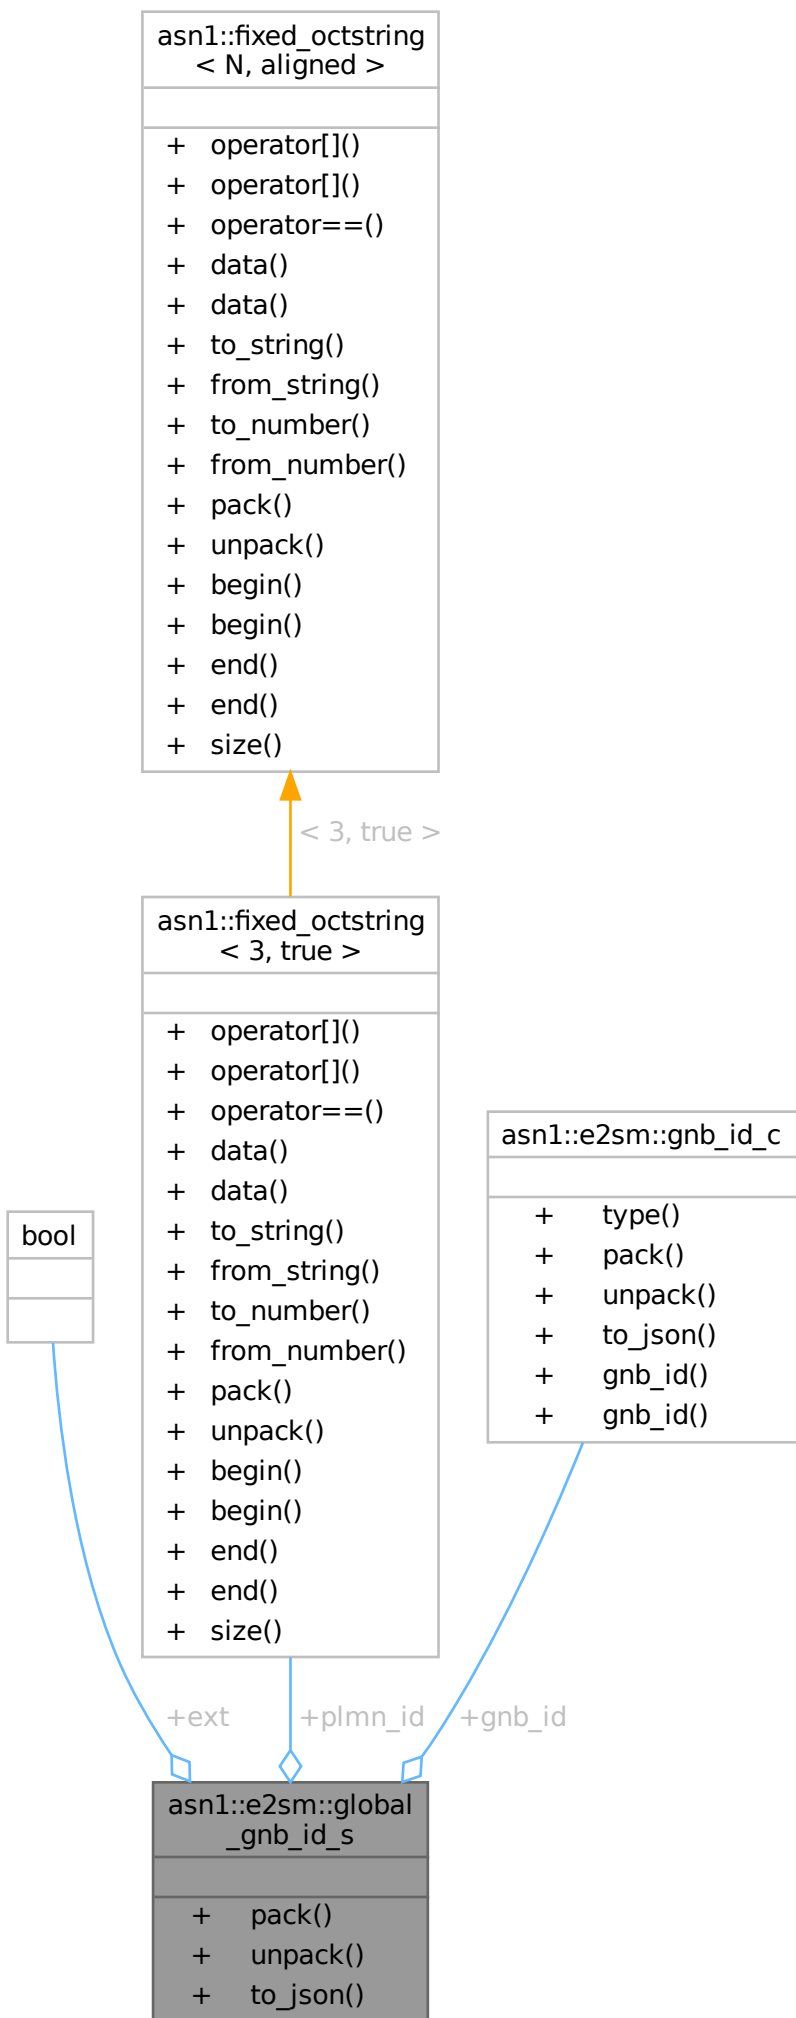 asn1::fixed_octstring
< N, aligned >
+ operator[]()
+ operator[]()
+ operator==()
+ data()
+ data()
+ to_string()
+ from_string()
+ to_number()
+ from_number()
+ pack()
+ unpack()
+ begin()
+ begin()
+ end()
+ end()
+ size()
< 3, true >
asn1::fixed_octstring
< 3, true >
+ operator[]()
+ operator[]()
+ operator==()
+ data()
+ data()
+ to_string()
+ from_string()
+ to_number()
+ from_number()
+ pack()
+ unpack()
+ begin()
+ begin()
+ end()
+ end()
+ size()
asn1::e2sm::gnb_id_c
+ type()
+ pack()
+ unpack()
+ to_json()
+ gnb_id()
+ gnb_id()
bool
+ext
+plmn_id
+gnb_id
asn1::e2sm::global
_gnb_id_s
+ pack()
+ unpack()
+ to_json()